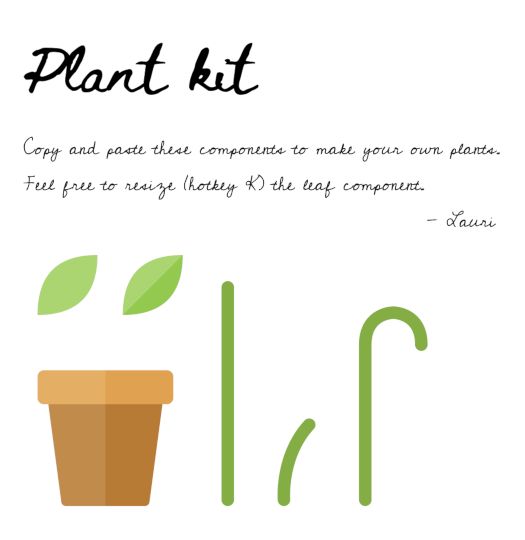 Plant kit
Copy and paste these components to make your own plants.
Feel free to resize (hotkey K) the leaf component.
- Lauri